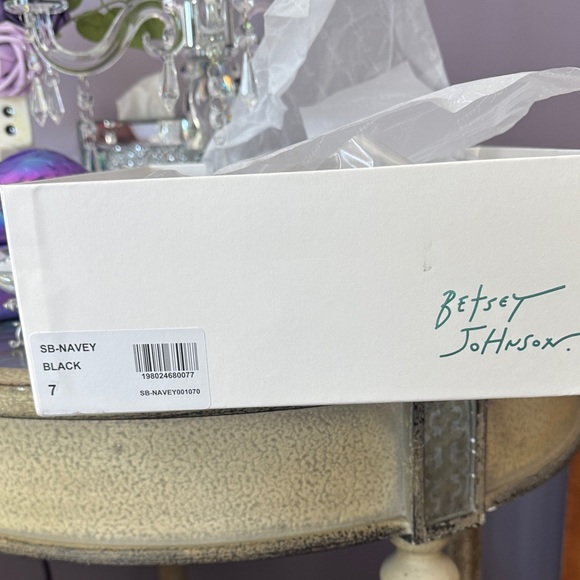 Betsey
Johnson.
SB-NAVEY
BLACK
7
198024680077
SB-NAVEY001070